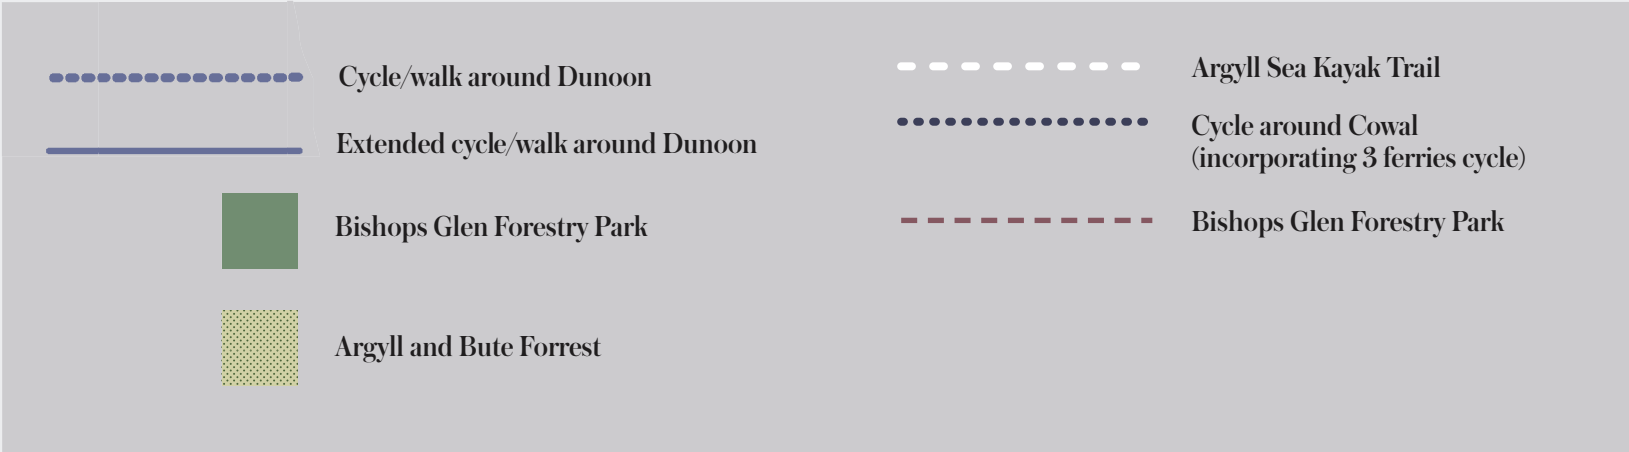 Cycle/walk around Dunoon
Extended cycle/walk around Dunoon
Bishops Glen Forestry Park
Argyll and Bute Forrest
Argyll Sea Kayak Trail
Cycle around Cowal
(incorporating 3 ferries cycle)
Bishops Glen Forestry Park